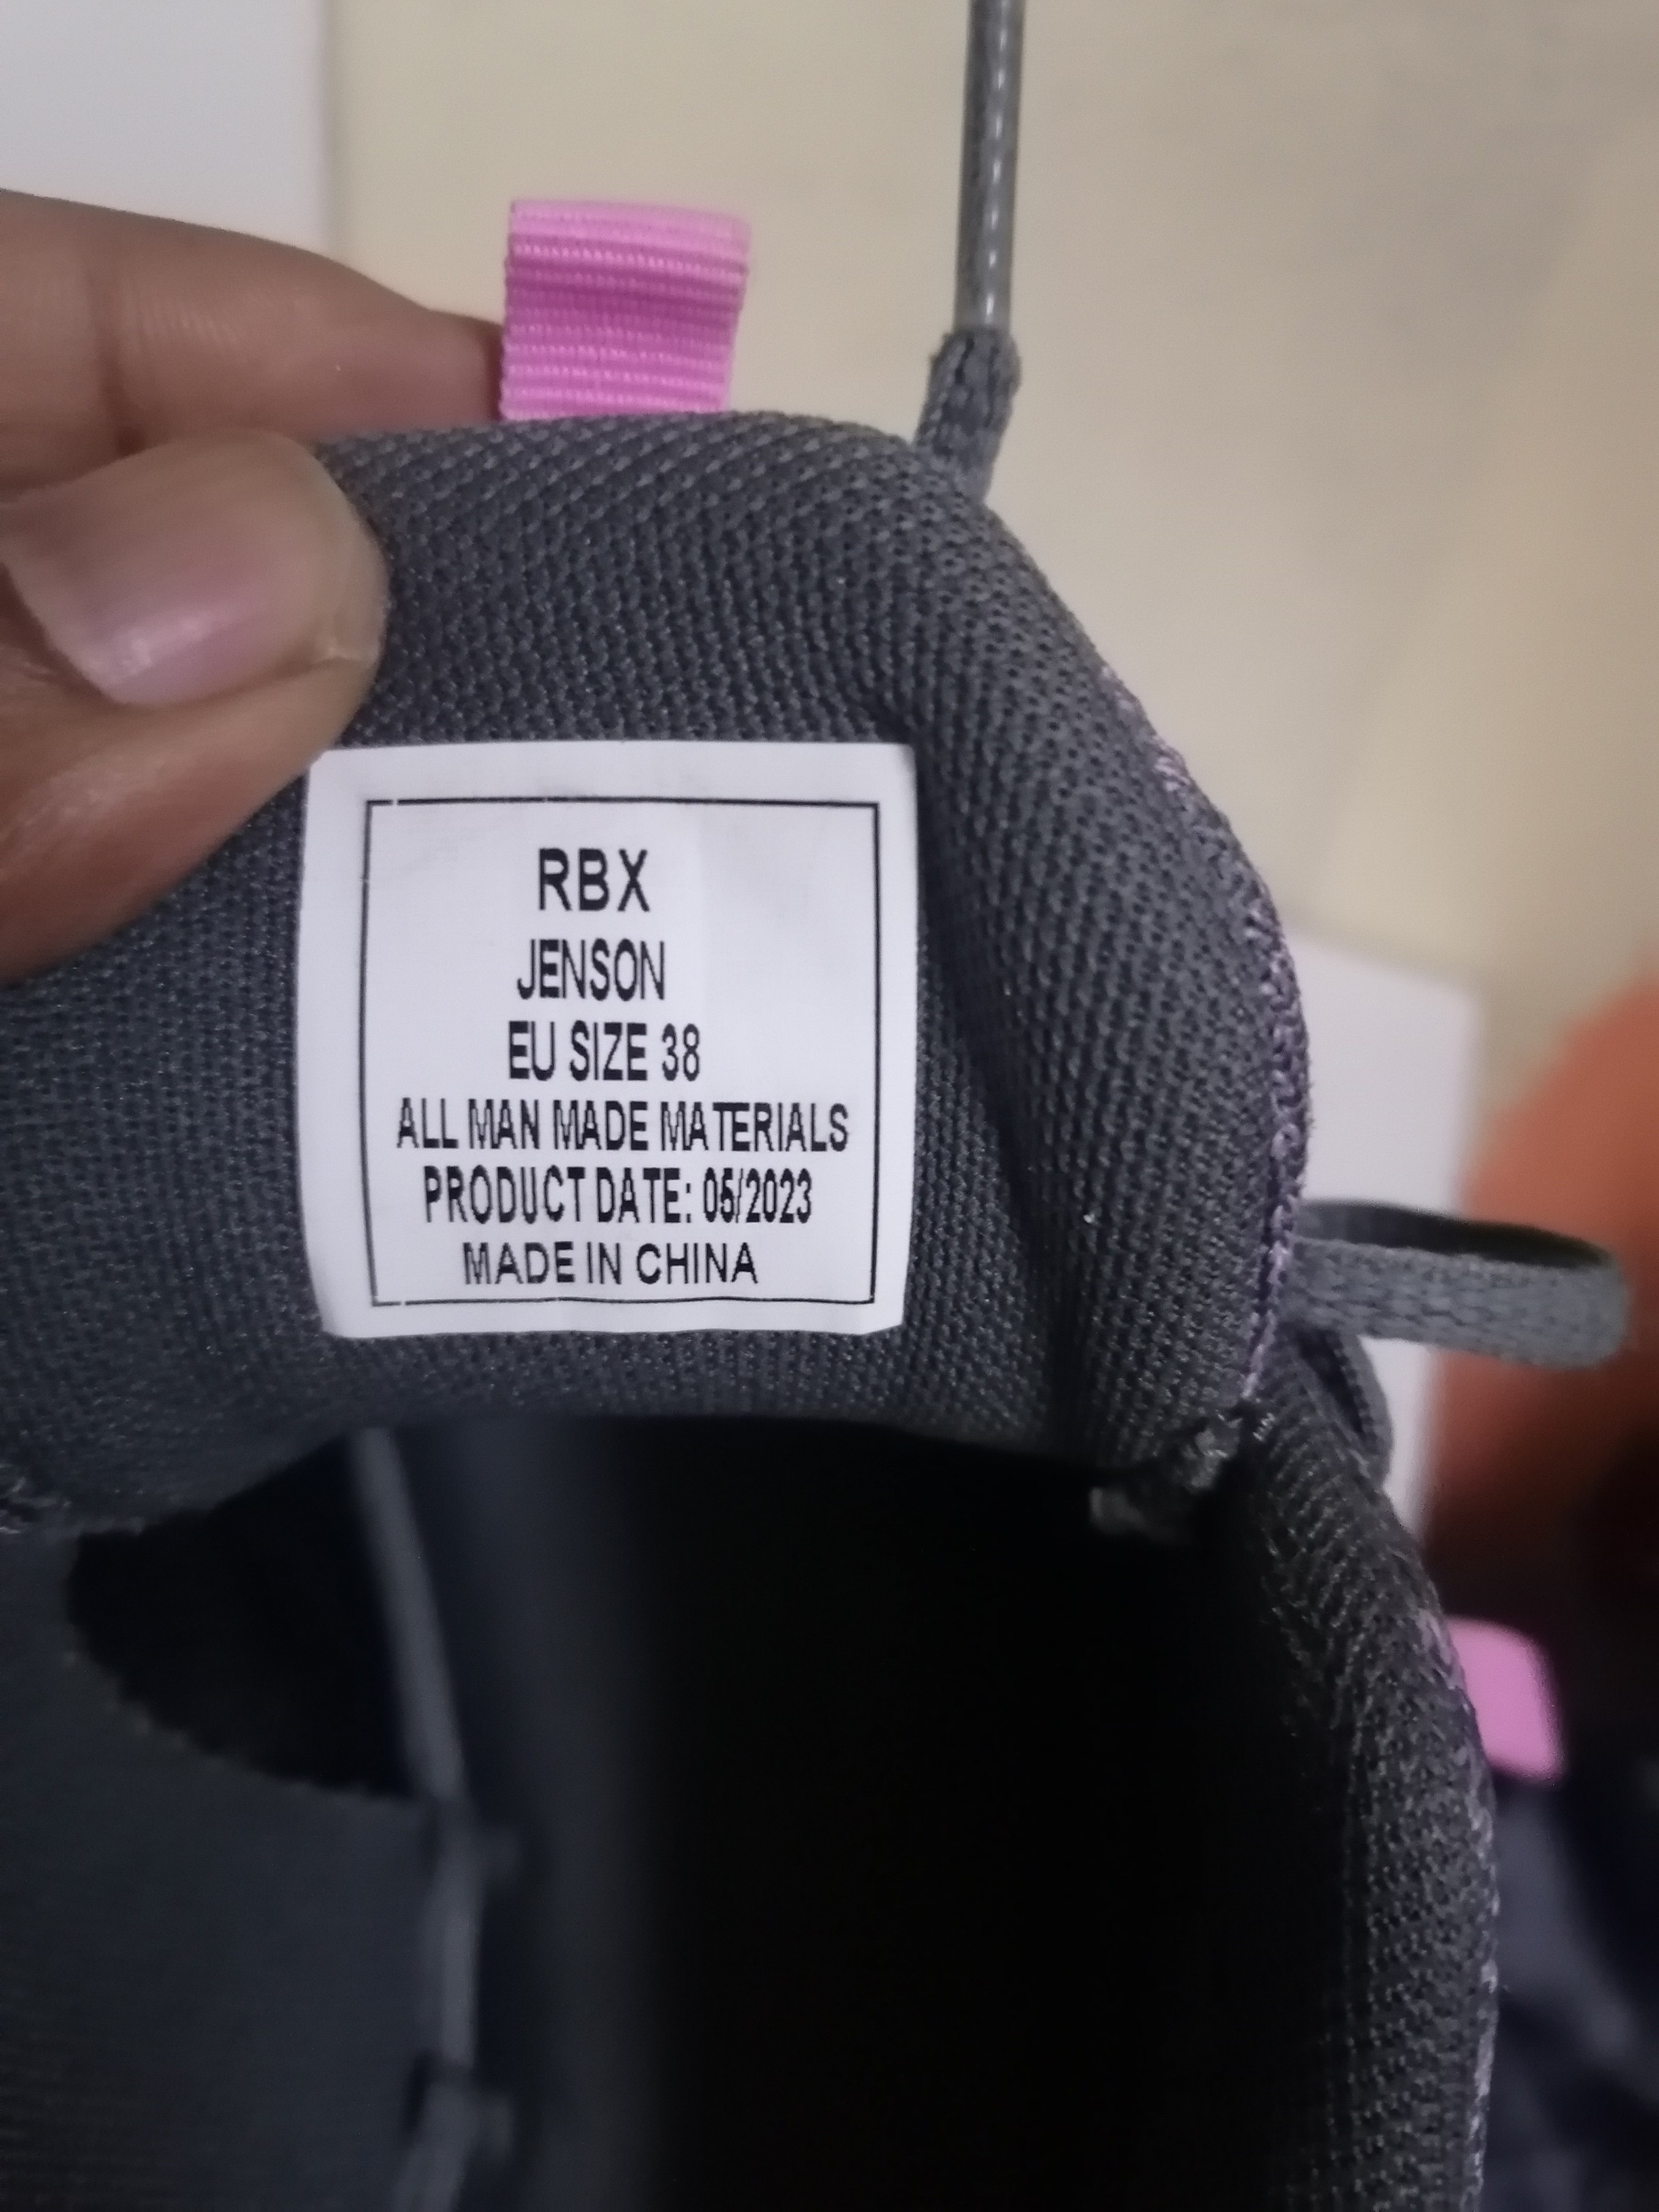 RBX
JENSON
EU SIZE 38
ALL MAN MADE MATERIALS
PRODUCT DATE: 05/2023
MADE IN CHINA